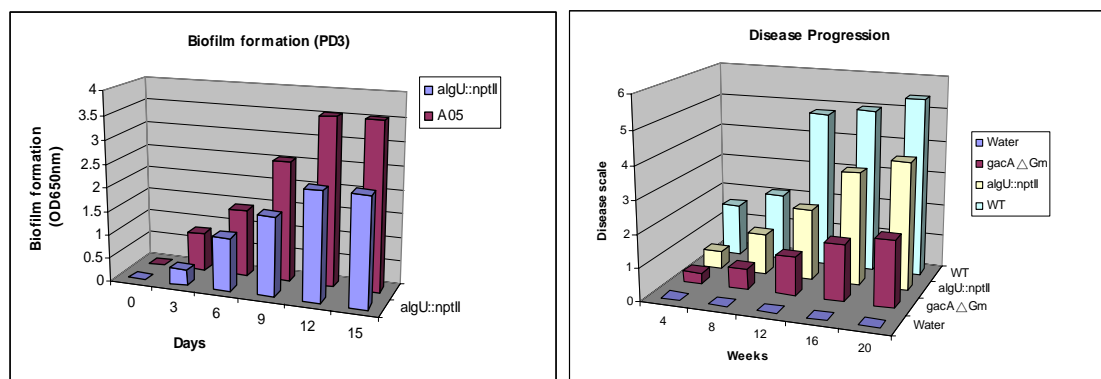 Biofilm formation (PD3)
Biofilm formation
(OD650nm)
4
3.5
3
2.5
2
1.5
1
0.5
0
0
3
6
9
12
15
Days
algU::nptII
algU::nptII
A05
Disease Progression
Disease scale
6
5
4
3
2
1
0
4
8
12
16
20
Weeks
WT
algU::nptII
gacA△Gm
Water
Water
gacA△Gm
algU::nptII
WT